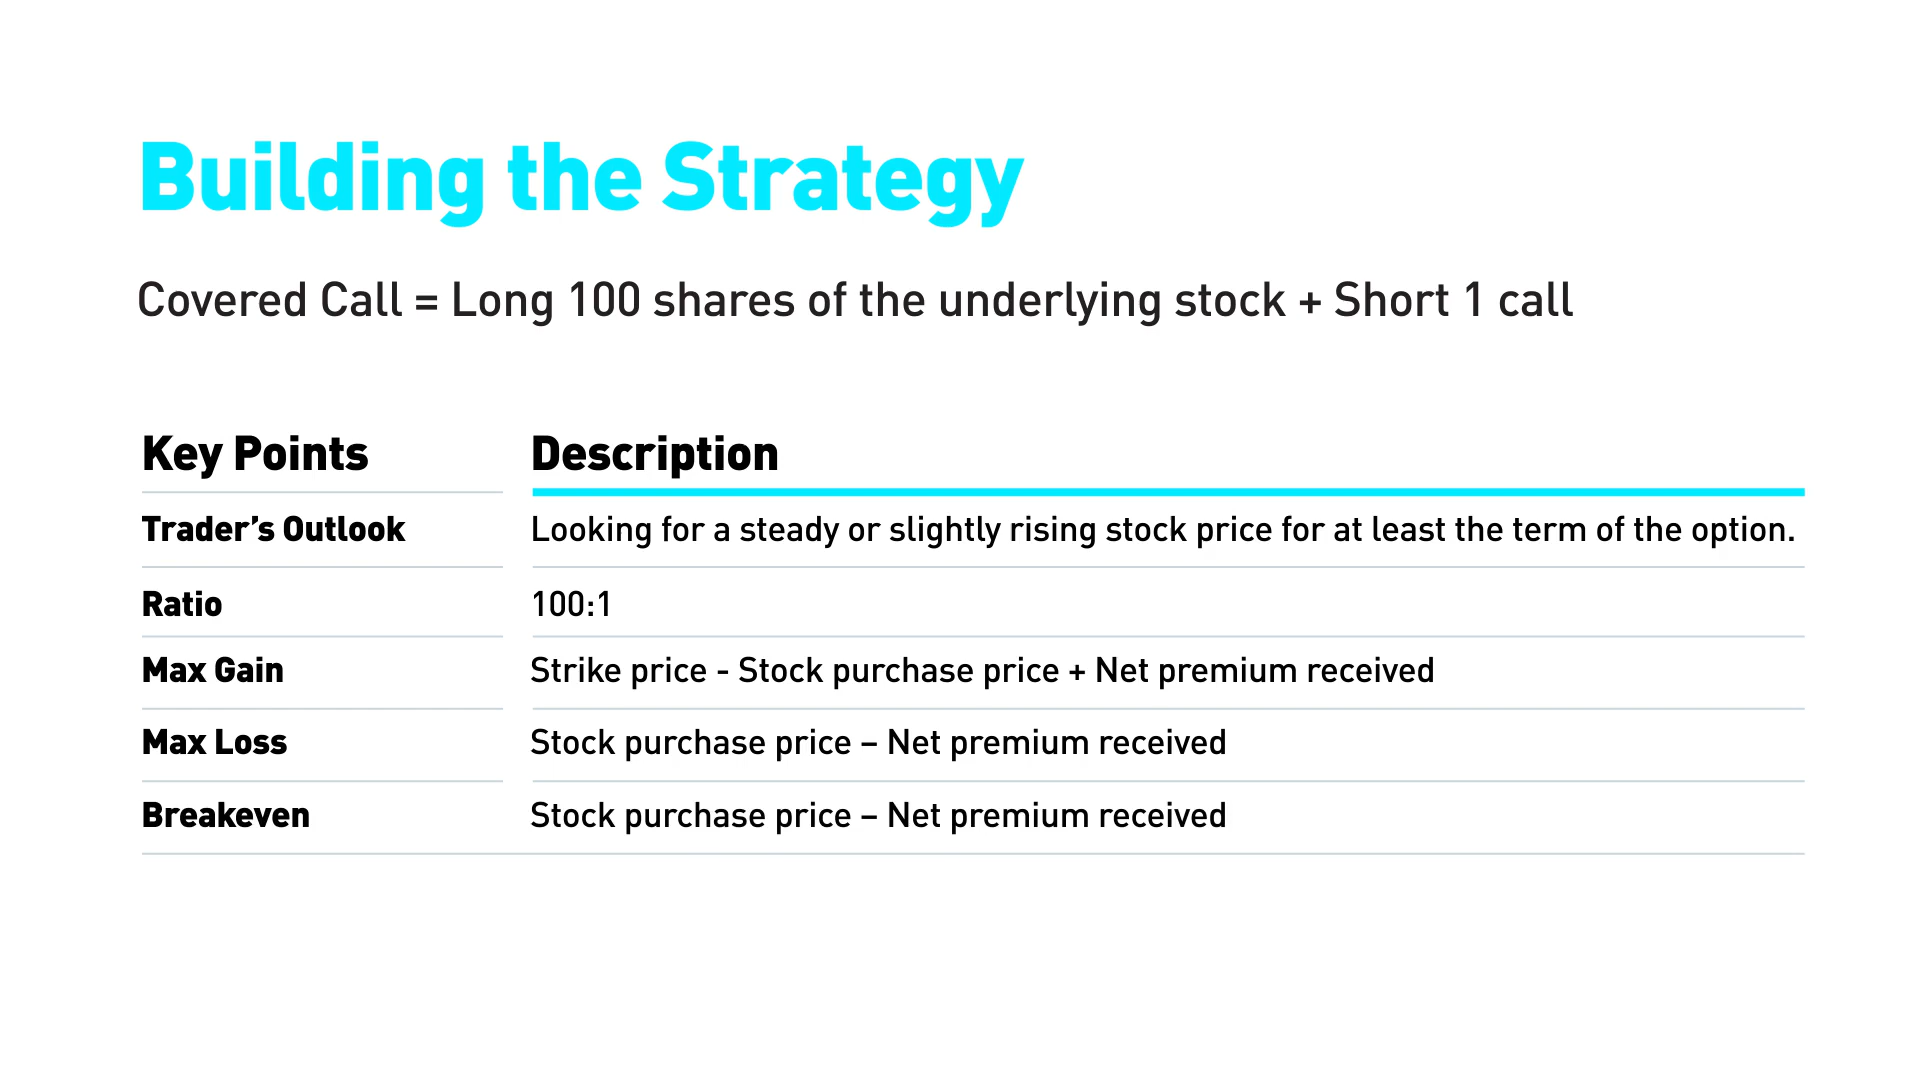 Building the Strategy
Covered Call = Long 100 shares of the underlying stock + Short 1 call
Key Points Description
Trader’s Outlook Looking for a steady or slightly rising stock price for at least the term of the option.
Ratio 100:1
Max Gain Strike price - Stock purchase price + Net premium received
Max Loss Stock purchase price – Net premium received
Breakeven Stock purchase price – Net premium received